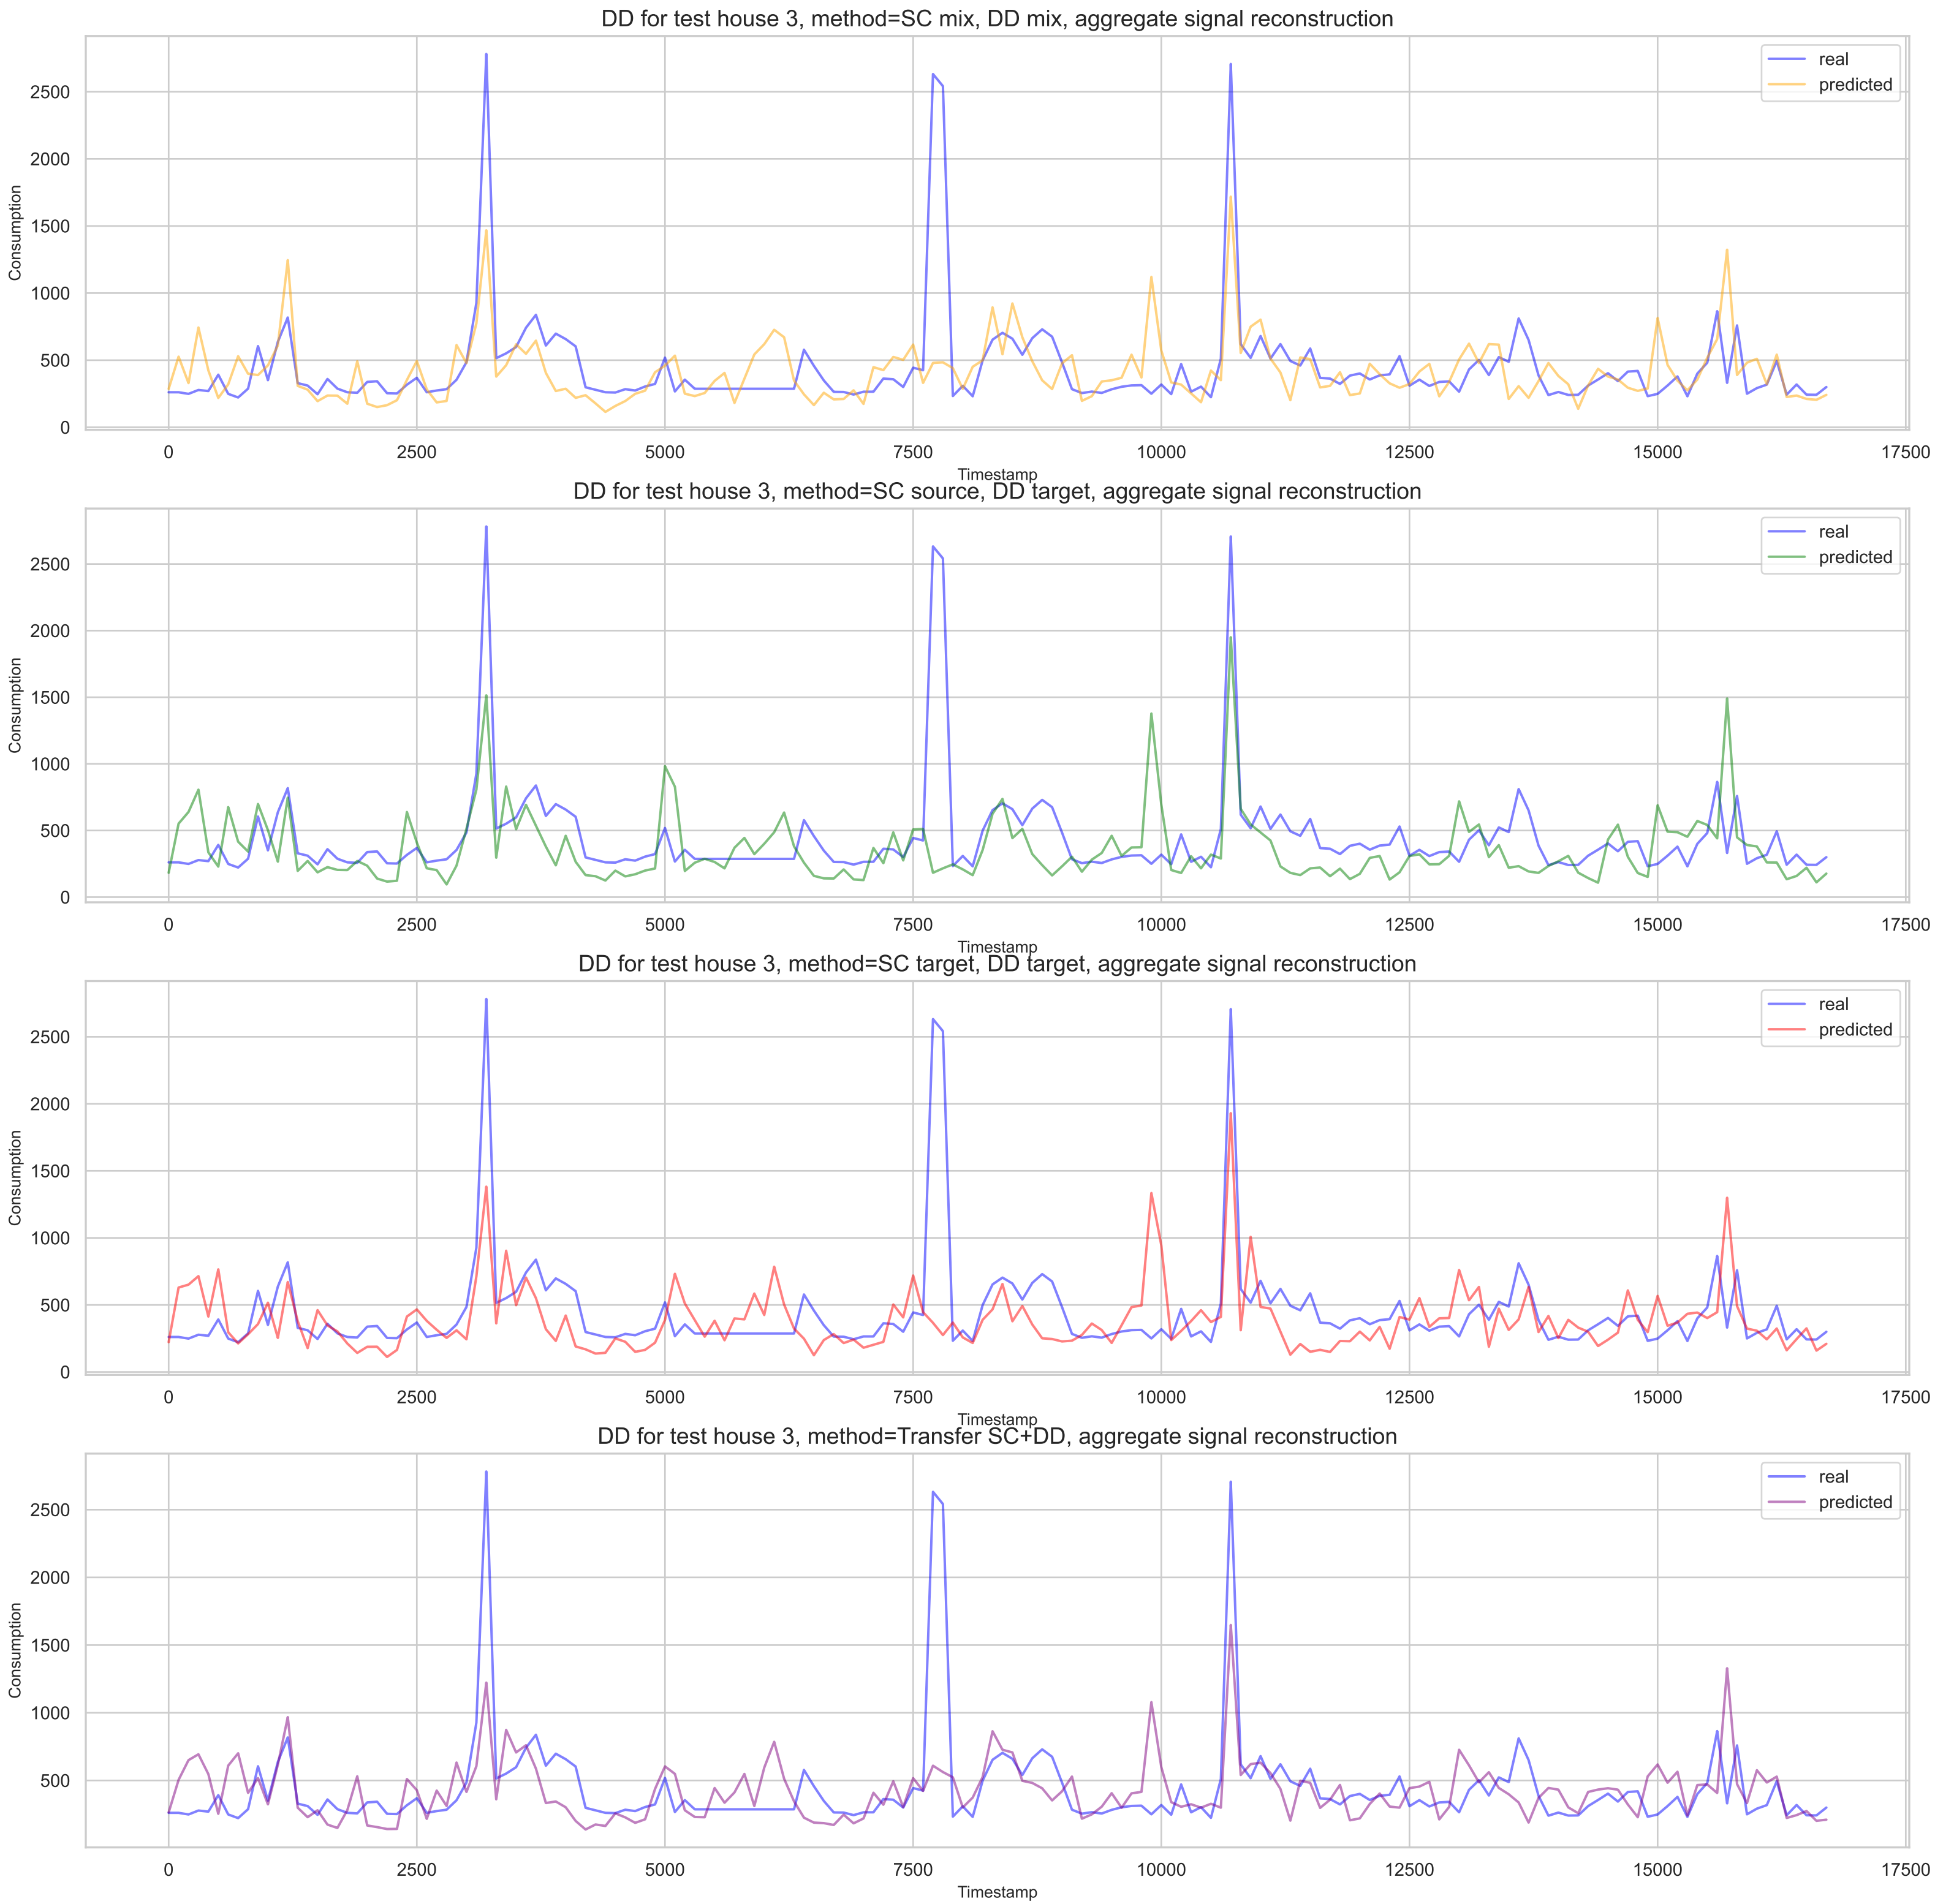 DD for test house 3, method=SC mix, DD mix, aggregate signal reconstruction
real
predicted
2500
2000
1500
1000
500
0
Consumption
0 2500 5000 7500 10000 12500 15000 17500
Timestamp
DD for test house 3, method=SC source, DD target, aggregate signal reconstruction
real
predicted
2500
2000
1500
1000
500
0
Consumption
0 2500 5000 7500 10000 12500 15000 17500
Timestamp
DD for test house 3, method=SC target, DD target, aggregate signal reconstruction
real
predicted
2500
2000
1500
1000
500
0
Consumption
0 2500 5000 7500 10000 12500 15000 17500
Timestamp
DD for test house 3, method=Transfer SC+DD, aggregate signal reconstruction
real
predicted
2500
2000
1500
1000
500
Consumption
0 2500 5000 7500 10000 12500 15000 17500
Timestamp